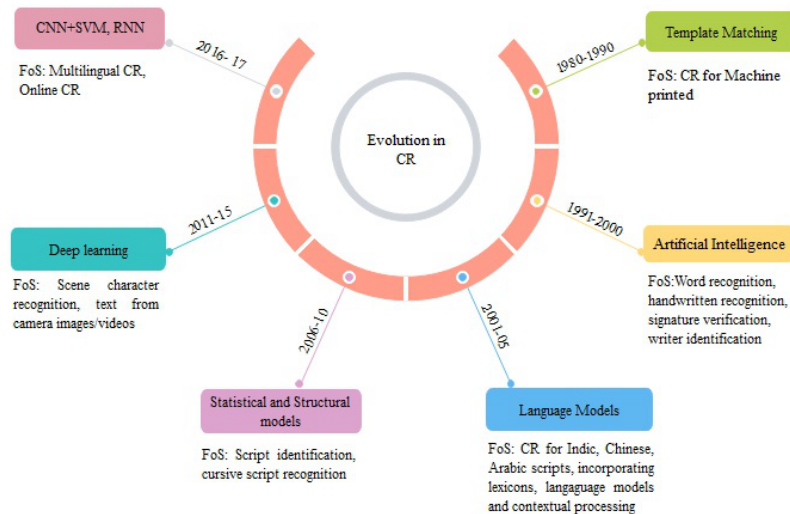 Evolution in
CR
1980-1990
Template Matching
FoS: CR for Machine
printed
1991-2000
Artificial Intelligence
FoS:Word recognition,
handwritten recognition,
signature verification,
writer identification
2001-05
Language Models
FoS: CR for Indic, Chinese,
Arabic scripts, incorporating
lexicons, langaguage models
and contextual processing
2006-10
Statistical and Structural
models
FoS: Script identification,
cursive script recognition
2011-15
Deep learning
FoS: Scene character
recognition, text from
camera images/videos
2016- 17
CNN+SVM, RNN
FoS: Multilingual CR,
Online CR